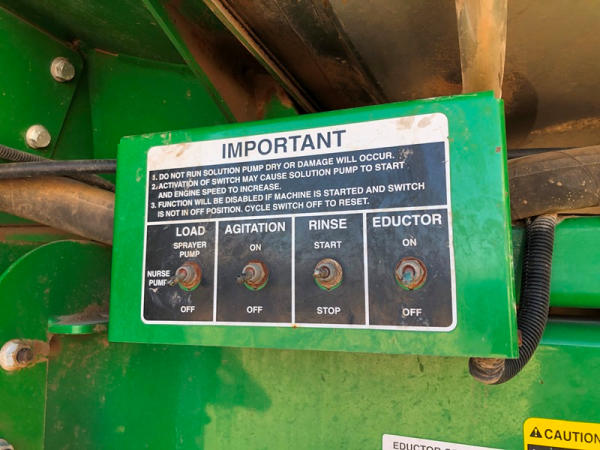 IMPORTANT
1. DO NOT RUN SOLUTION PUMP DRY OR DAMAGE WILL OCCUR.
2. ACTIVATION OF SWITCH MAY CAUSE SOLUTION PUMP TO START
AND ENGINE SPEED TO INCREASE.
3. FUNCTION WILL BE DISABLED IF MACHINE IS STARTED AND SWITCH
IS NOT IN OFF POSITION. CYCLE SWITCH OFF TO RESET.
LOAD AGITATION RINSE EDUCTOR
SPRAYER
PUMP ON START ON
NURSE
PUMP
OFF OFF STOP OFF
EDUCTOR
CAUTION